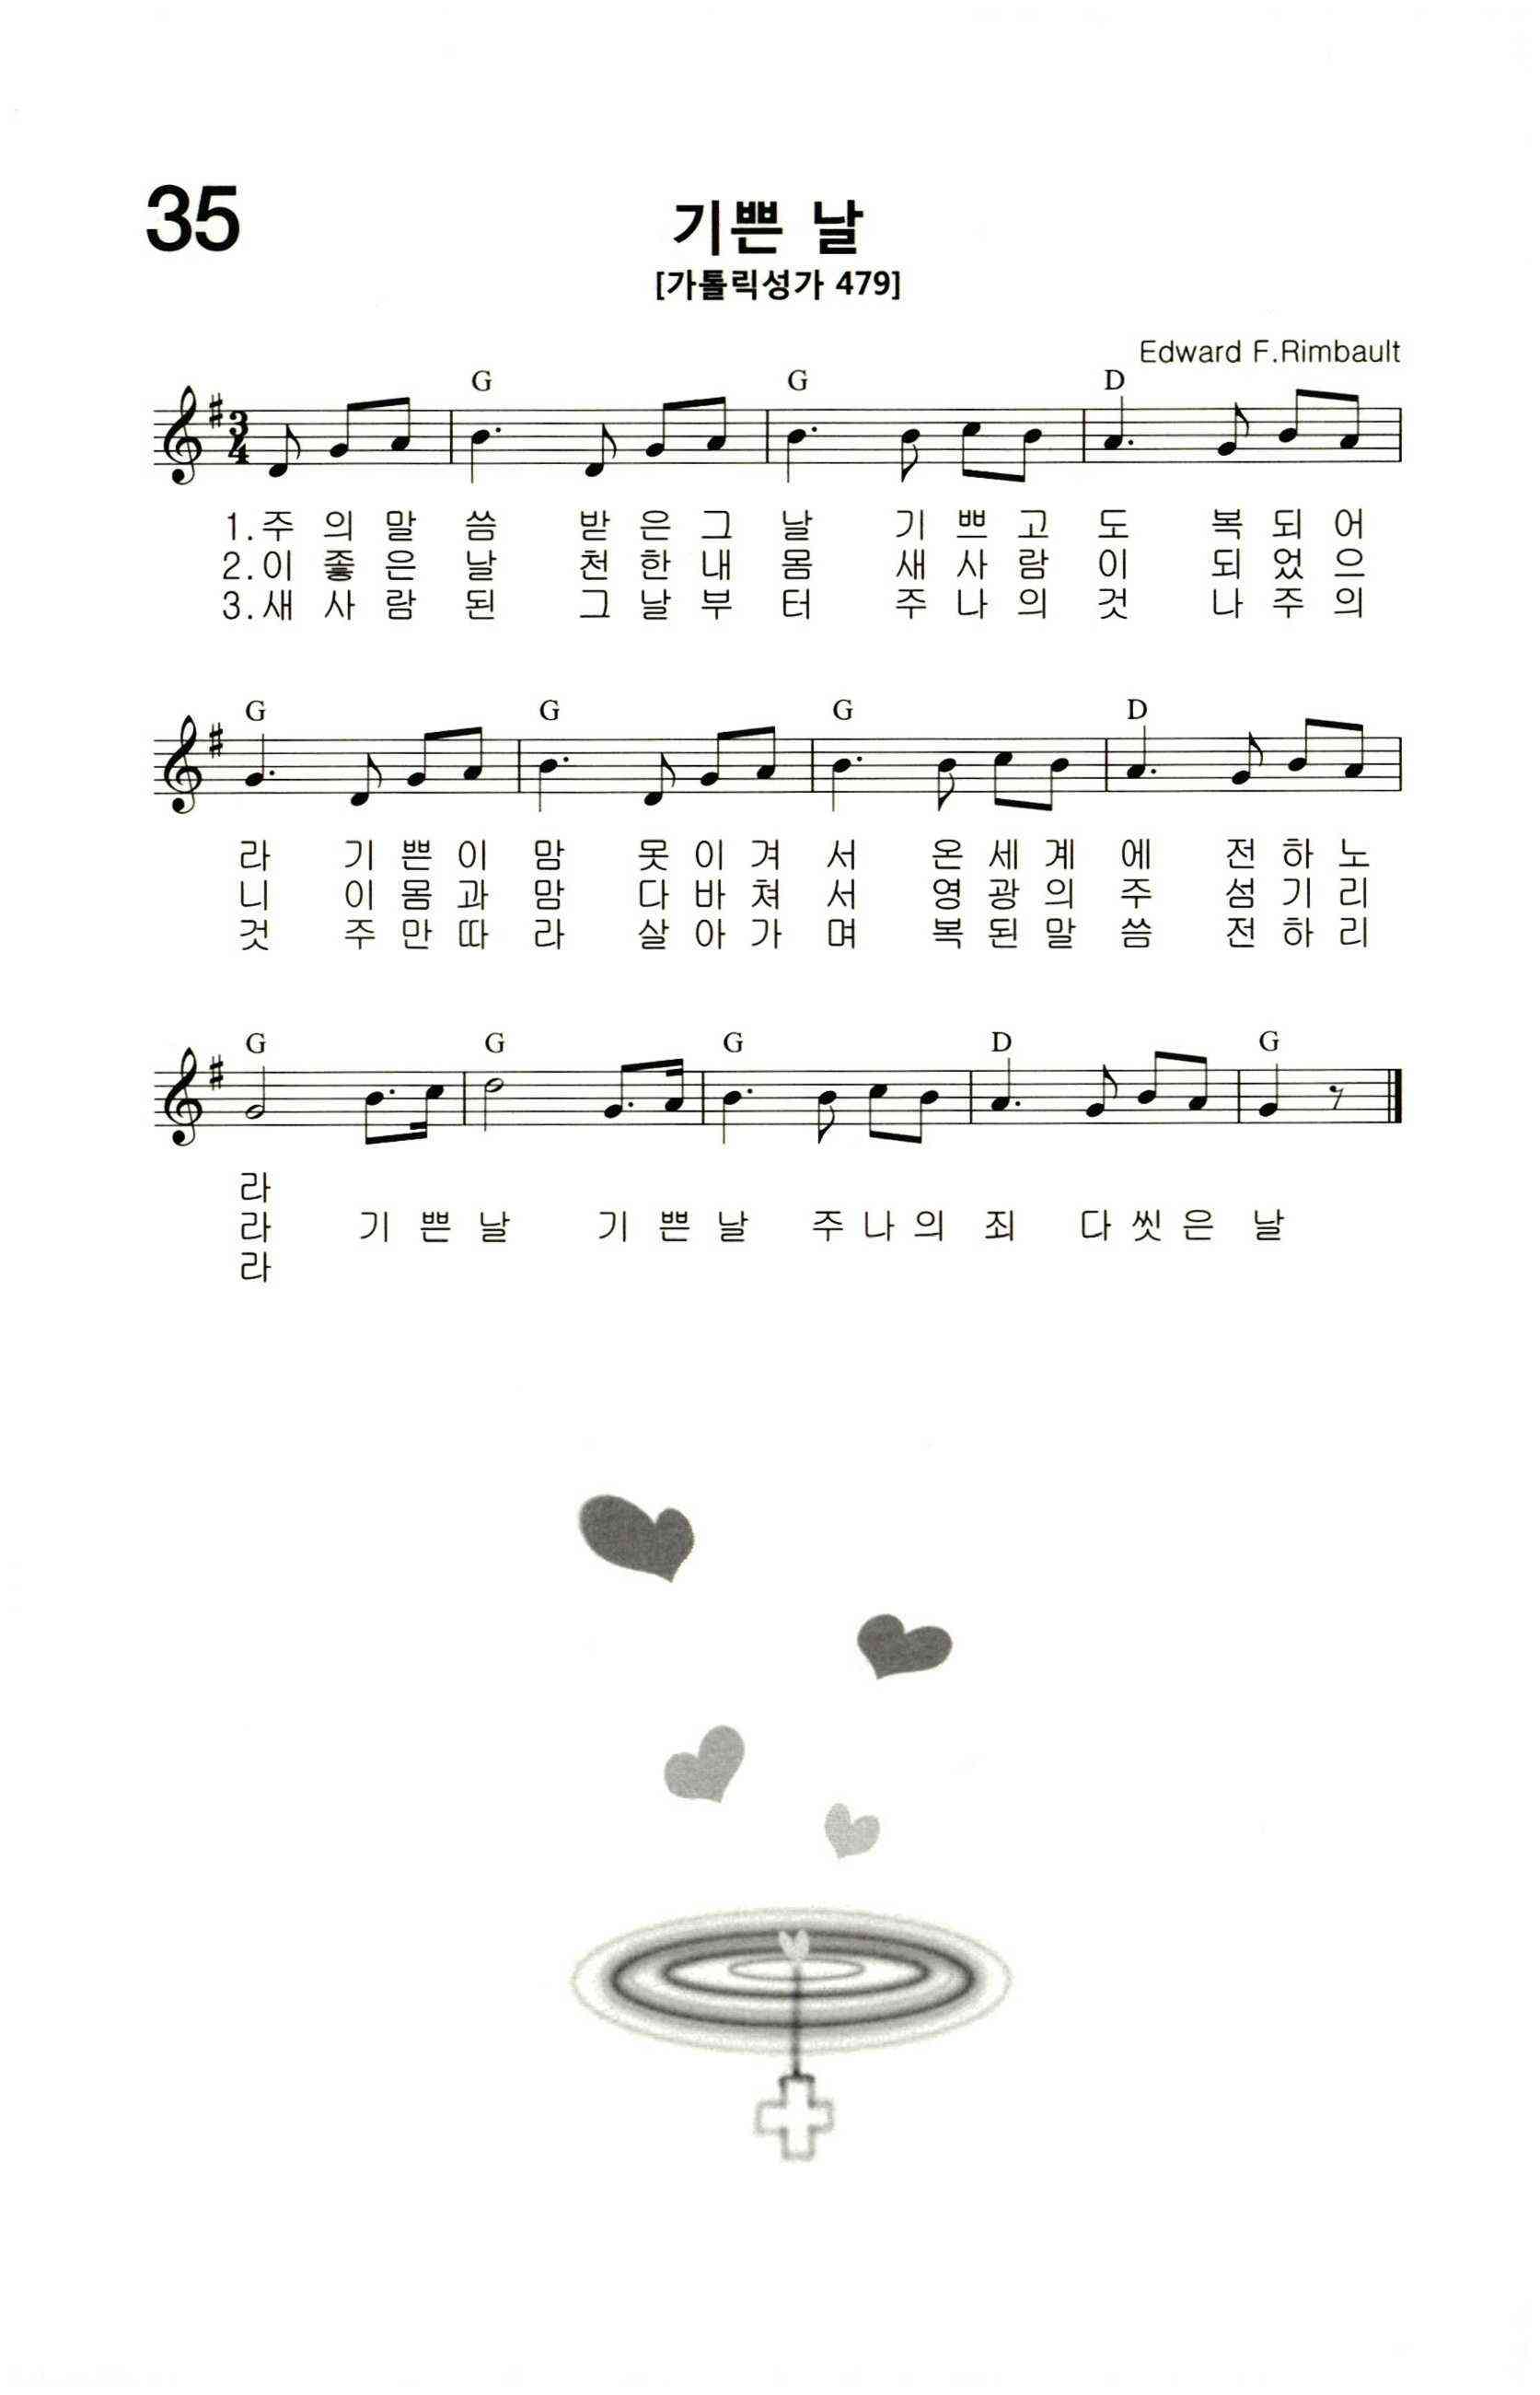 35
기쁜 날
[가톨릭성가 479]
Edward F.Rimbault
G G D
3
4
1.주 의 말 씀 받 은 그 날 기 쁘 고 도 복 되 어
2.이 좋 은 날 천 한 내 몸 새 사 람 이 되 었 으
3.새 사 람 된 그 날 부 터 주 나 의 것 나 주 의
G G G D
라 기 쁜 이 맘 못 이 겨 서 온 세 계 에 전 하 노
니 이 몸 과 맘 다 바 쳐 서 영 광 의 주 섬 기 리
것 주 만 따 라 살 아 가 며 복 된 말 씀 전 하 리
G G G D G
라
라 기 쁜 날 기 쁜 날 주 나 의 죄 다 씻 은 날
라